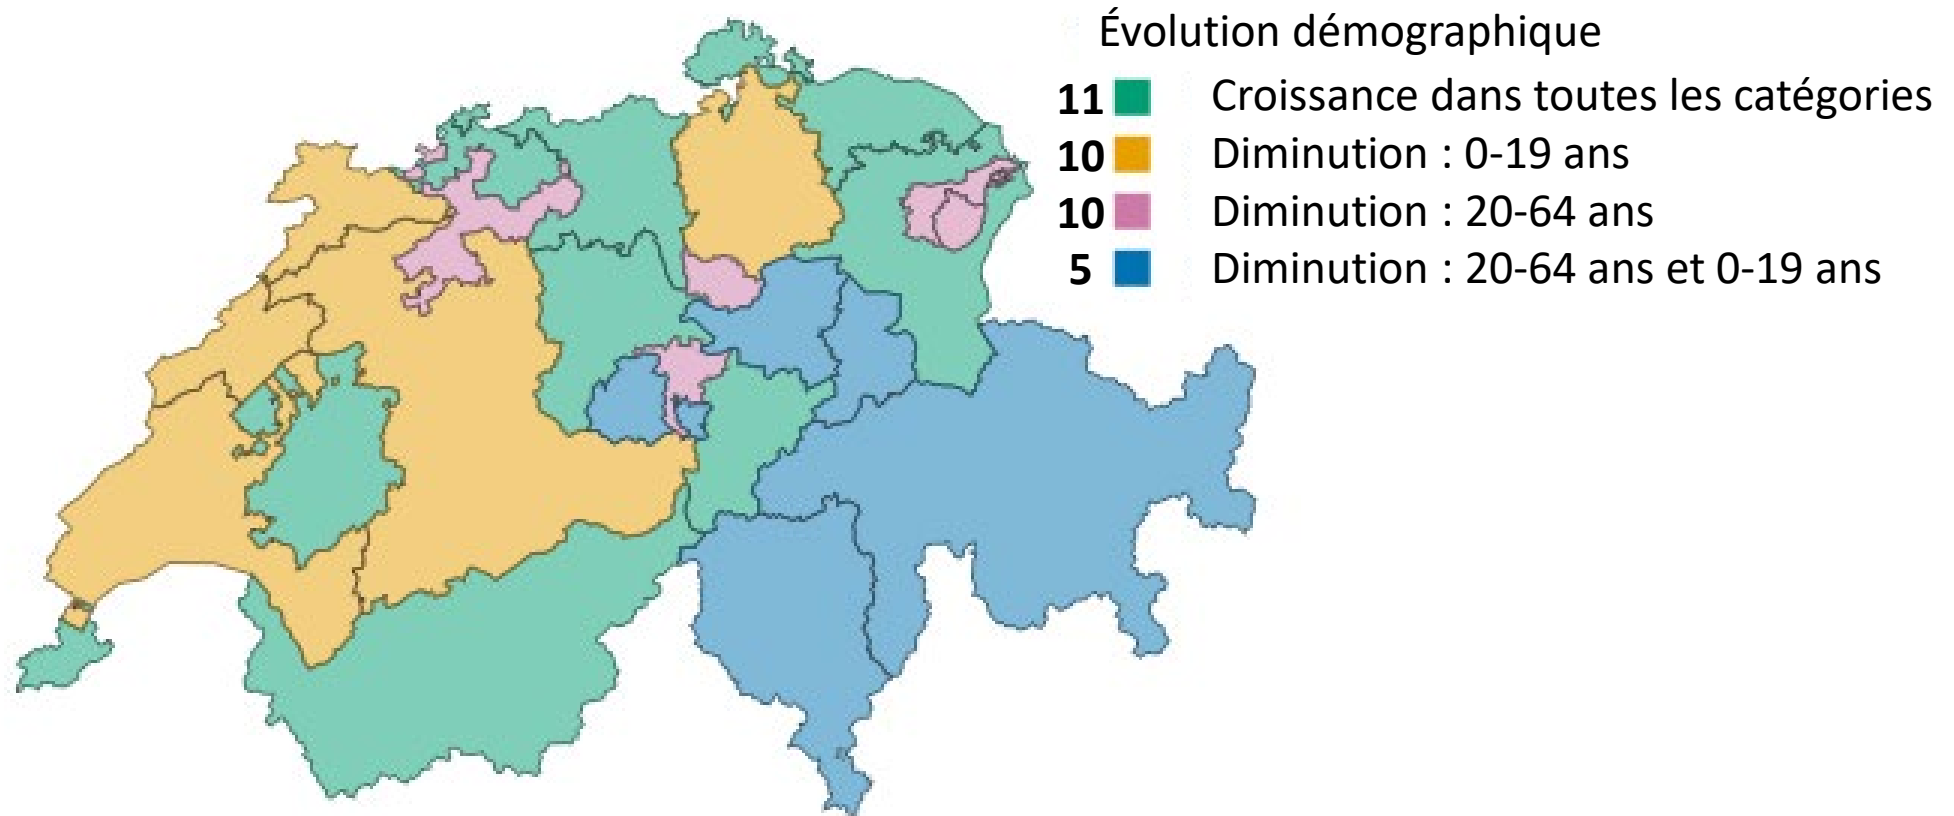 Évolution démographique
11 Croissance dans toutes les catégories
10 Diminution : 0-19 ans
10 Diminution : 20-64 ans
5 Diminution : 20-64 ans et 0-19 ans